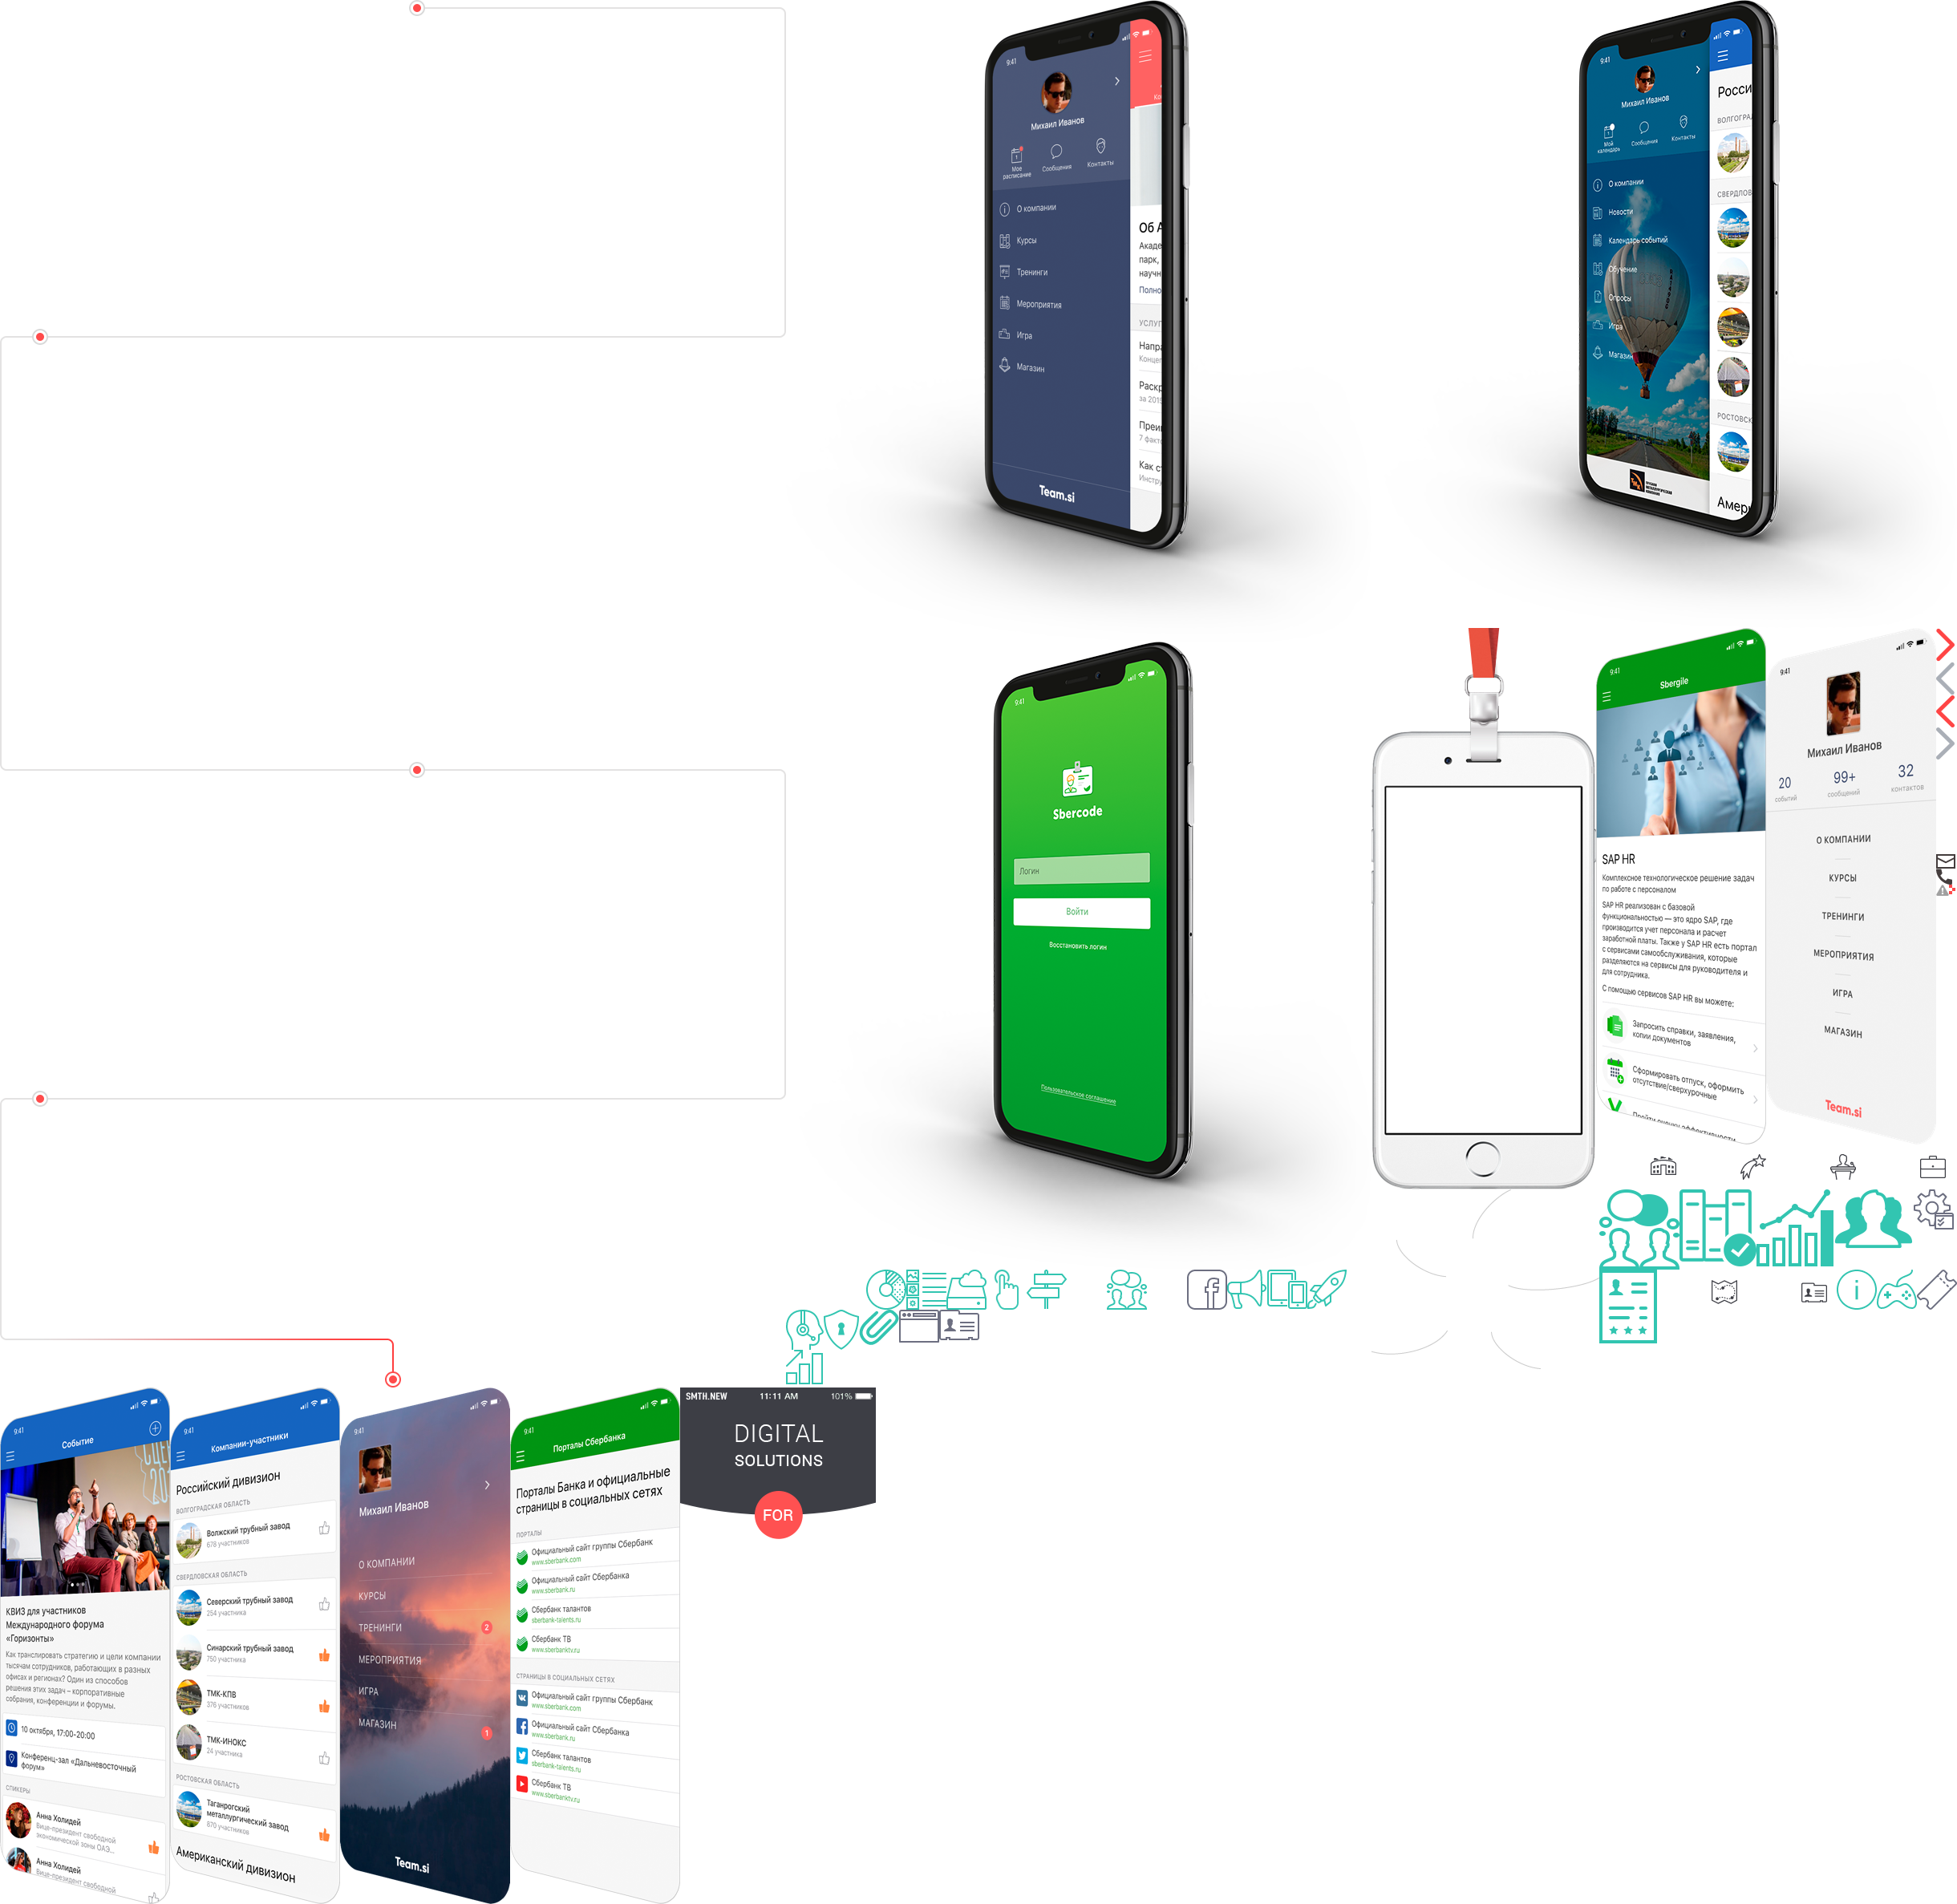 9:41
Михаил Иванов
Мое
расписание
Сообщения
Контакты
О компании
Курсы
Тренинги
Мероприятия
Игра
Магазин
Team.si
Об А
Акаде
парк,
научн
Полно
УСЛУГ
Напра
Концеп
Раскр
за 2015
Преи
7 факто
Как с
Инстру
9:41
Михаил Иванов
Мой
календарь
Сообщения
Контакты
О компании
Новости
Календарь событий
Обучение
Опросы
Игра
Магазин
Росси
ВОЛГОГРАД
СВЕРДЛОВ
РОСТОВСК
Амери
9:41
Sbercode
Логин
Войти
Восстановить логин
Пользовательское соглашение
9:41
Sbergile
SAP HR
Комплексное технологическое решение задач
по работе с персоналом
SAP HR реализован с базовой
функциональностью — это ядро SAP, где
производится учет персонала и расчет
заработной платы. Также у SAP HR есть портал
с сервисами самообслуживания, которые
разделяются на сервисы для руководителя и
для сотрудника.
С помощью сервисов SAP HR вы можете:
Запросить справки, заявления,
копии документов
Сформировать отпуск, оформить
отсутствие/сверхурочные
Пройти оценку эффективности
9:41
Михаил Иванов
20
событий
99+
сообщений
32
контактов
О КОМПАНИИ
КУРСЫ
ТРЕНИНГИ
МЕРОПРИЯТИЯ
ИГРА
МАГАЗИН
Team.si
9:41
Событие
КВИЗ для участников
Международного форума
«Горизонты»
Как транслировать стратегию и цели компании
тысячам сотрудников, работающих в разных
офисах и регионах? Один из способов
решения этих задач – корпоративные
собрания, конференции и форумы.
10 октября, 17:00-20:00
Конференц-зал «Дальневосточный
форум»
СПИКЕРЫ
Анна Холидей
Вице-президент свободной
экономической зоны ОАЭ...
Анна Холидей
Вице-президент свободной
9:41
Компании-участники
Российский дивизион
ВОЛГОГРАДСКАЯ ОБЛАСТЬ
Волжский трубный завод
678 участников
СВЕРДЛОВСКАЯ ОБЛАСТЬ
Северский трубный завод
254 участника
Синарский трубный завод
750 участника
ТМК-КПВ
376 участников
ТМК-ИНОКС
24 участника
РОСТОВСКАЯ ОБЛАСТЬ
Таганрогский
металлургический завод
870 участников
Американский дивизион
9:41
Михаил Иванов
О КОМПАНИИ
КУРСЫ
ТРЕНИНГИ
2
МЕРОПРИЯТИЯ
ИГРА
МАГАЗИН
1
Team.si
9:41
Порталы Сбербанка
Порталы Банка и официальные
страницы в социальных сетях
ПОРТАЛЫ
Официальный сайт группы Сбербанк
www.sberbank.com
Официальный сайт Сбербанка
www.sberbank.ru
Сбербанк талантов
sberbank-talents.ru
Сбербанк ТВ
www.sberbanktv.ru
СТРАНИЦЫ В СОЦИАЛЬНЫХ СЕТЯХ
Официальный сайт группы Сбербанк
www.sberbank.com
Официальный сайт Сбербанка
www.sberbank.ru
Сбербанк талантов
sberbank-talents.ru
Сбербанк ТВ
www.sberbanktv.ru
SMTH.NEW 11:11 AM 101%
DIGITAL
SOLUTIONS
FOR